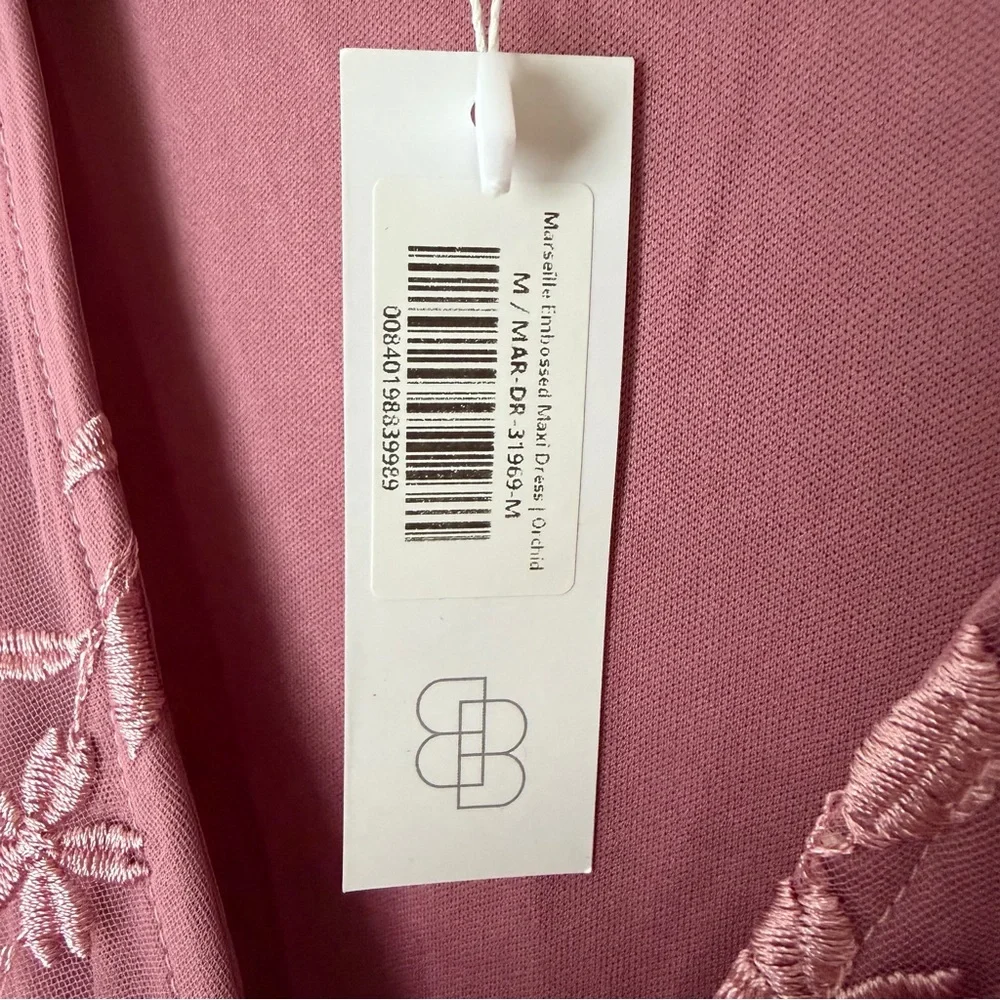 Marseille Embossed Maxi Dress | Orchid
M / MAR-DR-31969-M
00840198839989